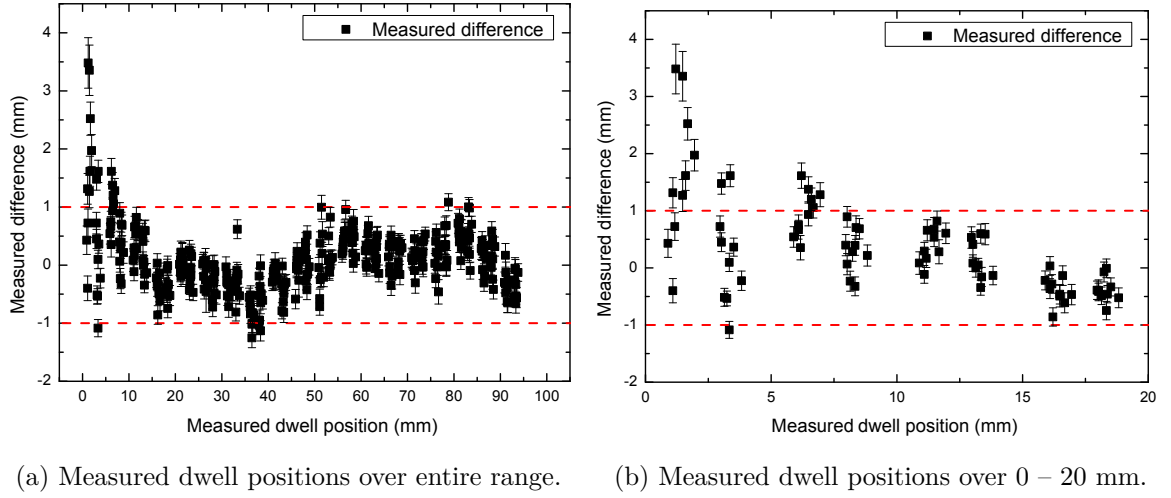 4
3
2
1
0
-1
-2
Measured difference (mm)
Measured difference
0 10 20 30 40 50 60 70 80 90 100
Measured dwell position (mm)
(a) Measured dwell positions over entire range.
4
3
2
1
0
-1
-2
Measured difference (mm)
Measured difference
0 5 10 15 20
Measured dwell position (mm)
(b) Measured dwell positions over 0 – 20 mm.